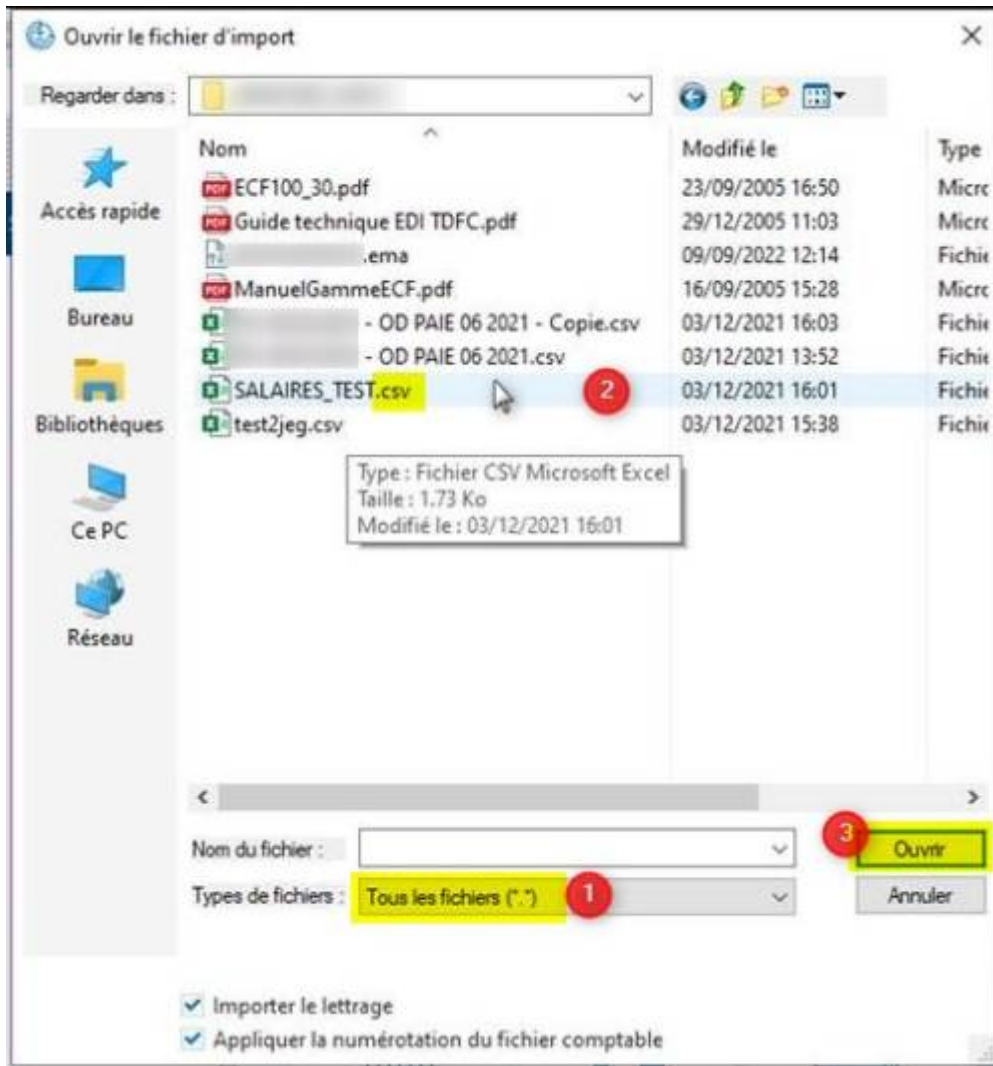 Ouvrir le fichier d'import
Regarder dans :
Nom Modifié le Type
ECF100_30.pdf 23/09/2005 16:50 Micro
Guide technique EDI TDFC.pdf 29/12/2005 11:03 Micro
.ema 09/09/2022 12:14 Fichie
ManuelGammeECF.pdf 16/09/2005 15:28 Micro
- OD PAIE 06 2021 - Copie.csv 03/12/2021 16:03 Fichie
- OD PAIE 06 2021.csv 03/12/2021 13:52 Fichie
SALAIRES_TEST.csv 2 03/12/2021 16:01 Fichie
test2jeg.csv 03/12/2021 15:38 Fichie
Type : Fichier CSV Microsoft Excel
Taille : 1.73 Ko
Modifié le : 03/12/2021 16:01
Accès rapide
Bureau
Bibliothèques
Ce PC
Réseau
Nom du fichier : 3 Ouvrir
Types de fichiers : Tous les fichiers (*.*) 1 Annuler
Importer le lettrage
Appliquer la numérotation du fichier comptable